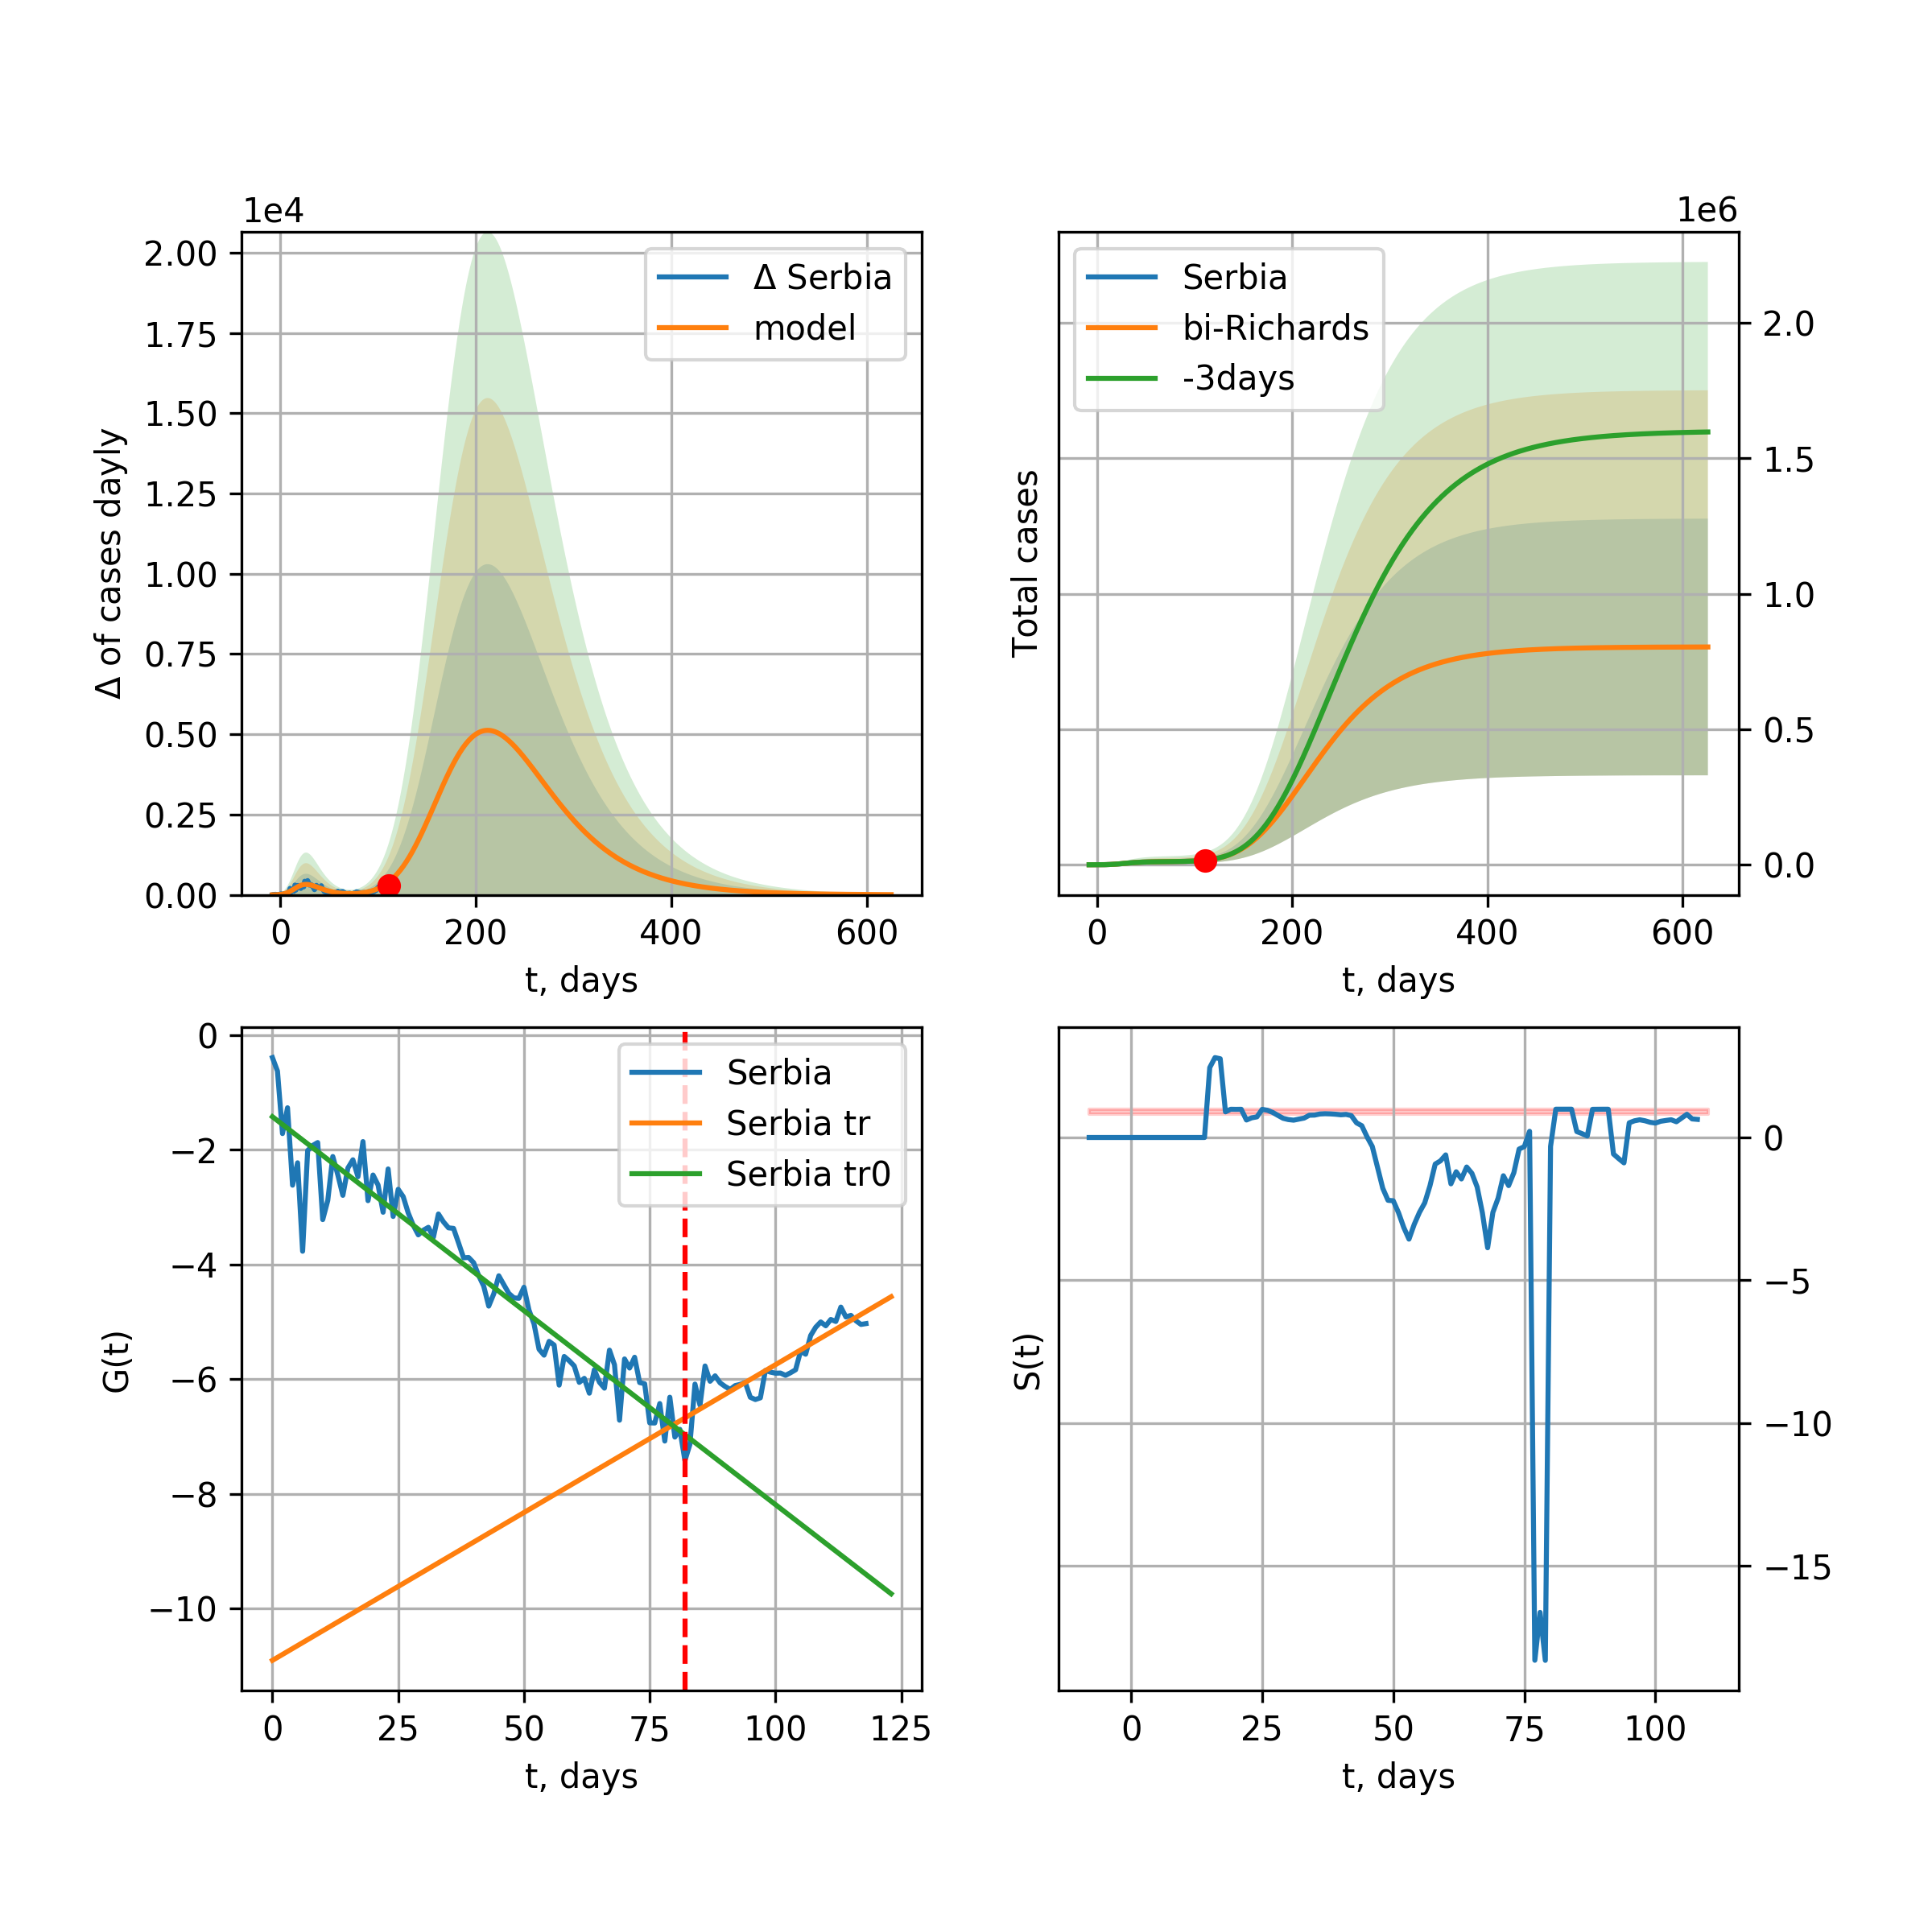 1e4
2.00
1.75
1.50
1.25
1.00
0.75
0.50
0.25
0.00
Δ of cases dayly
Δ Serbia
model
0 200 400 600
t, days
1e6
Serbia
bi-Richards
-3days
Total cases
2.0
1.5
1.0
0.5
0.0
0 200 400 600
t, days
0
−2
−4
−6
−8
−10
G(t)
Serbia
Serbia tr
Serbia tr0
0 25 50 75 100 125
t, days
S(t)
0
−5
−10
−15
0 25 50 75 100
t, days